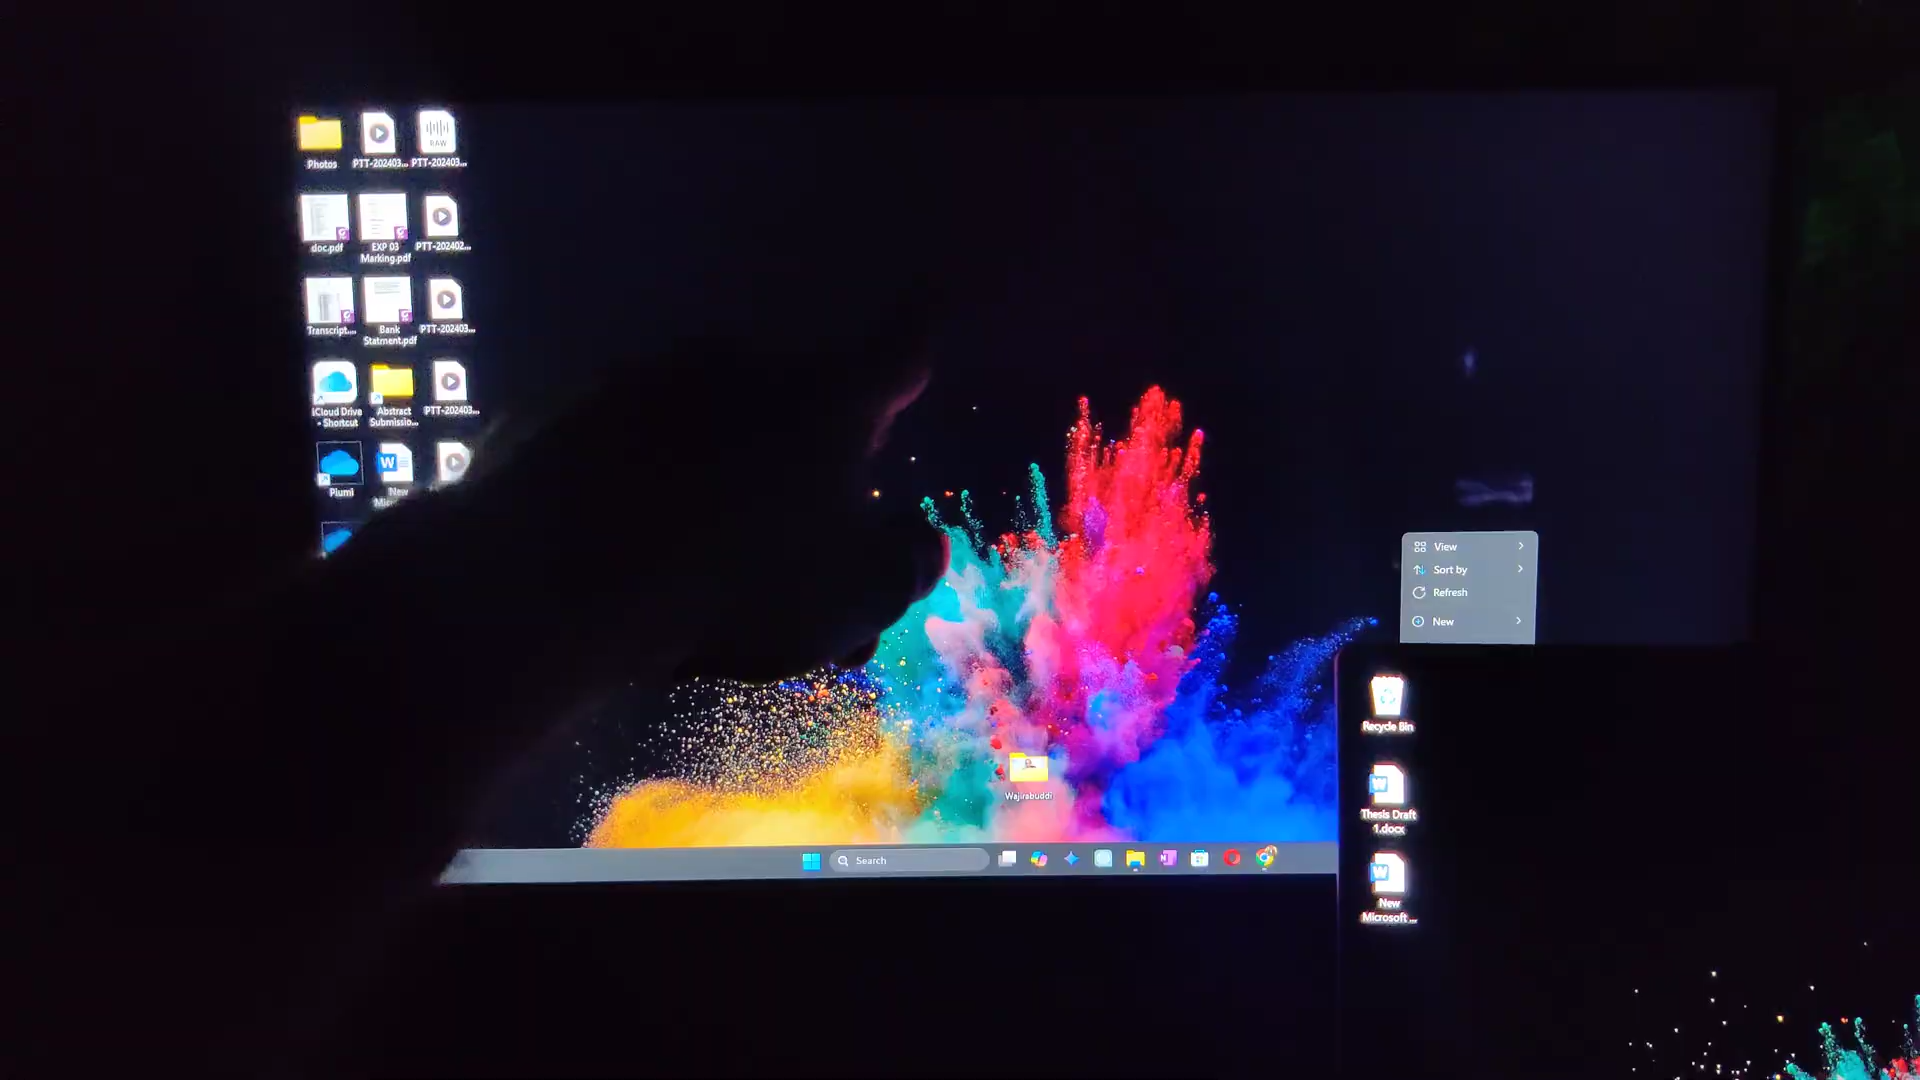 Photos
PTT-202403...
PTT-202403...
RAW
doc.pdf
EXP 03
Marking.pdf
PTT-202402...
Transcript....
Bank
Statment.pdf
PTT-202403...
iCloud Drive
- Shortcut
Abstract
Submissio...
PTT-202403...
Piumi
New
View
Sort by
Refresh
New
Recycle Bin
Thesis Draft
1.docx
New
Microsoft ...
Wajirabuddi
Search